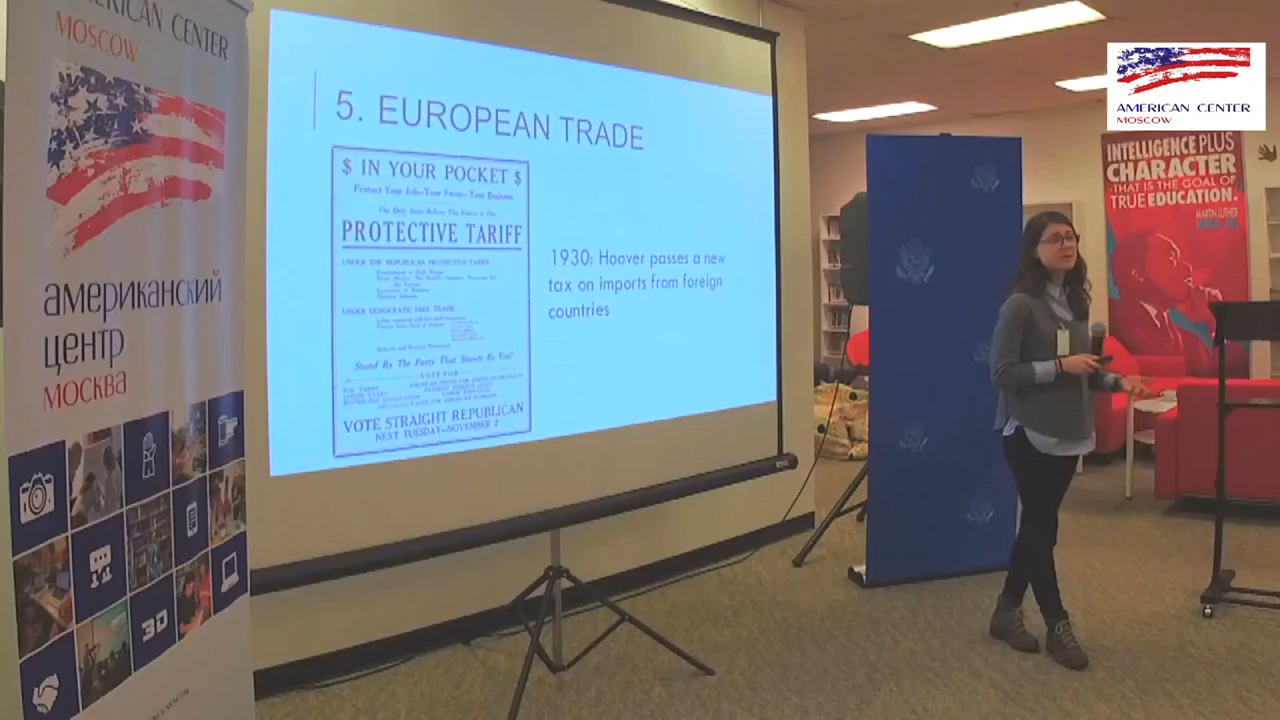 AMERICAN CENTER
MOSCOW
американский
центр
москва
3D
5. EUROPEAN TRADE
$ IN YOUR POCKET $
Protect Your Job—Your Farm—Your Business
PROTECTIVE TARIFF
UNDER THE REPUBLICAN PROTECTIVE TARIFF
UNDER DEMOCRATIC FREE TRADE
Stand By The Party That Stands By You!
VOTE FOR
VOTE STRAIGHT REPUBLICAN
NEXT TUESDAY—NOVEMBER 2
1930: Hoover passes a new
tax on imports from foreign
countries
AMERICAN CENTER
MOSCOW
INTELLIGENCE PLUS
CHARACTER
THAT IS THE GOAL OF
TRUE EDUCATION.
MARTIN LUTHER